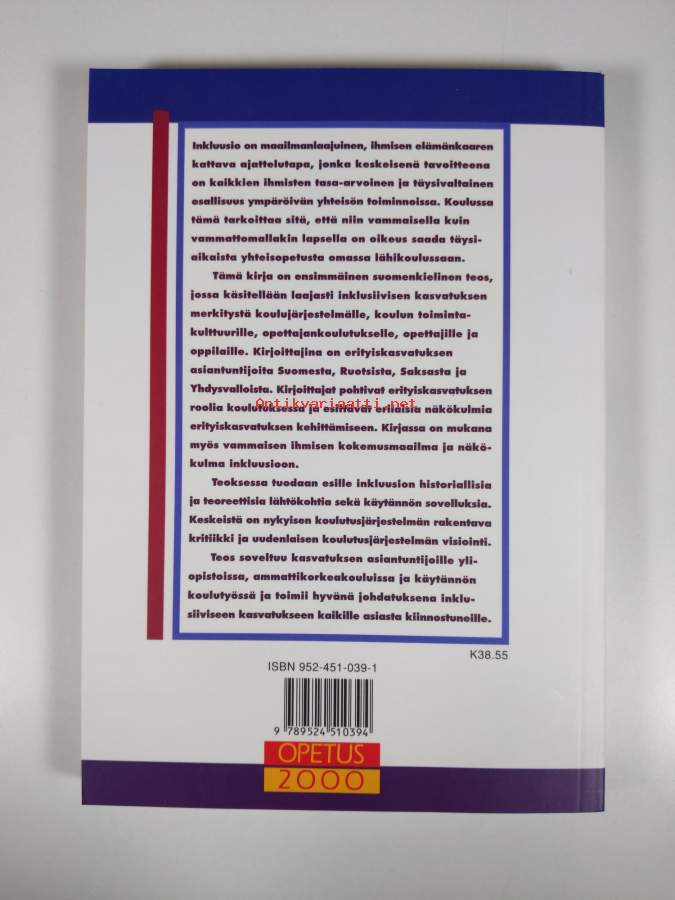 Inkluusio on maailmanlaajuinen, ihmisen elämänkaaren
kattava ajattelutapa, jonka keskeisenä tavoitteena
on kaikkien ihmisten tasa-arvoinen ja täysivaltainen
osallisuus ympäröivän yhteisön toiminnoissa. Koulussa
tämä tarkoittaa sitä, että niin vammaisella kuin
vammattomallakin lapsella on oikeus saada täysi-
aikaista yhteisopetusta omassa lähikoulussaan.
Tämä kirja on ensimmäinen suomenkielinen teos,
jossa käsitellään laajasti inklusiivisen kasvatuksen
merkitystä koulujärjestelmälle, koulun toiminta-
kulttuurille, opettajankoulutukselle, opettajille ja
oppilaille. Kirjoittajina on erityiskasvatuksen
asiantuntijoita Suomesta, Ruotsista, Saksasta ja
Yhdysvalloista. Kirjoittajat pohtivat erityiskasvatuksen
Antikvariaatti.net
roolia koulutuksessa ja esittävät erilaisia näkökulmia
erityiskasvatuksen kehittämiseen. Kirjassa on mukana
myös vammaisen ihmisen kokemusmaailma ja näkö-
kulma inkluusioon.
Teoksessa tuodaan esille inkluusion historiallisia
ja teoreettisia lähtökohtia sekä käytännön sovelluksia.
Keskeistä on nykyisen koulutusjärjestelmän rakentava
kritiikki ja uudenlaisen koulutusjärjestelmän visiointi.
Teos soveltuu kasvatuksen asiantuntijoille yli-
opistoissa, ammattikorkeakouluissa ja käytännön
koulutyössä ja toimii hyvänä johdatuksena inklu-
siiviseen kasvatukseen kaikille asiasta kiinnostuneille.
K38.55
ISBN 952-451-039-1
9 789524 510394
OPETUS
2000